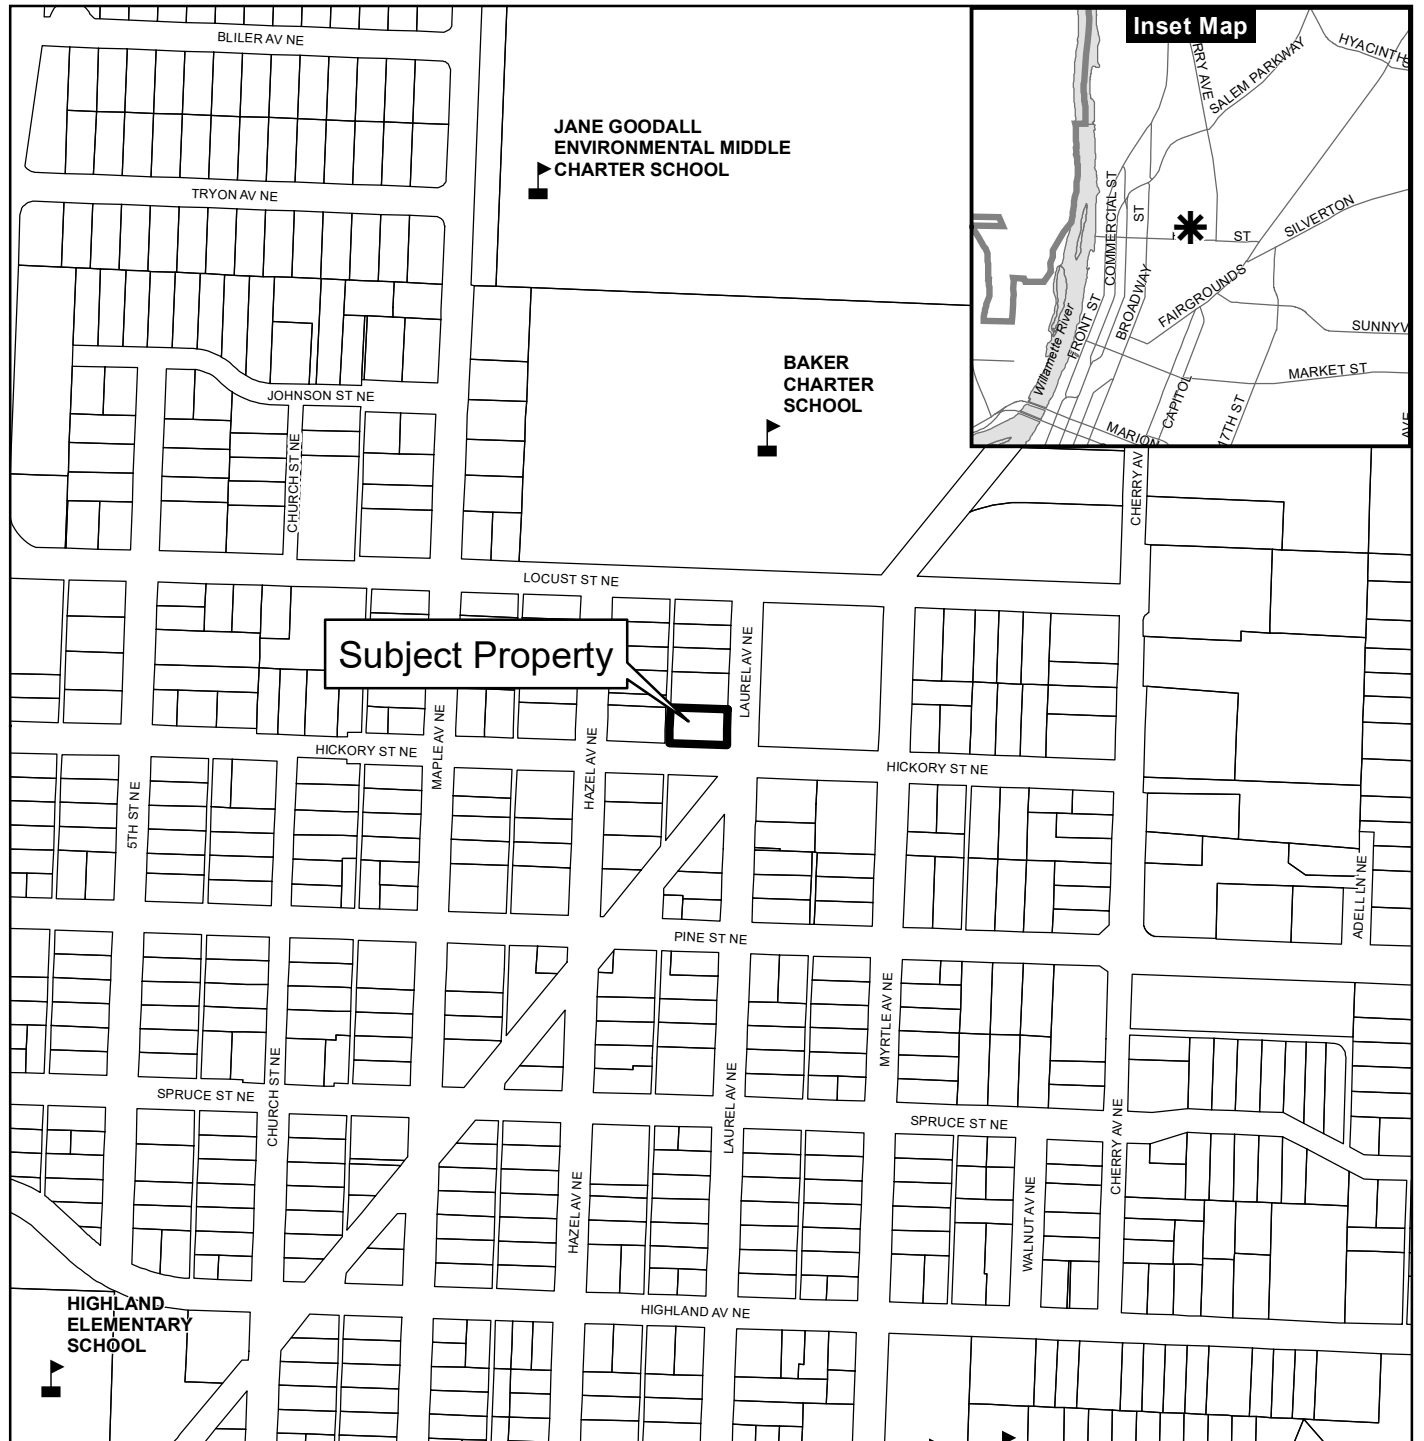 BLILER AV NE
Inset Map
HYACINTH
RRY AVE
SALEM PARKWAY
JANE GOODALL
ENVIRONMENTAL MIDDLE
CHARTER SCHOOL
TRYON AV NE
COMMERCIAL ST
ST
ST
SILVERTON
FAIRGROUNDS
BROADWAY
FRONT ST
Willamette River
SUNNYV
MARKET ST
CAPITOL
17TH ST
MARION
AVE
BAKER
CHARTER
SCHOOL
JOHNSON ST NE
CHURCH ST NE
CHERRY AV
LOCUST ST NE
Subject Property
LAUREL AV NE
MAPLE AV NE
HAZEL AV NE
HICKORY ST NE
HICKORY ST NE
5TH ST NE
ADELL LN NE
PINE ST NE
MYRTLE AV NE
SPRUCE ST NE
CHURCH ST NE
LAUREL AV NE
SPRUCE ST NE
CHERRY AV NE
HAZEL AV NE
WALNUT AV NE
HIGHLAND AV NE
HIGHLAND
ELEMENTARY
SCHOOL